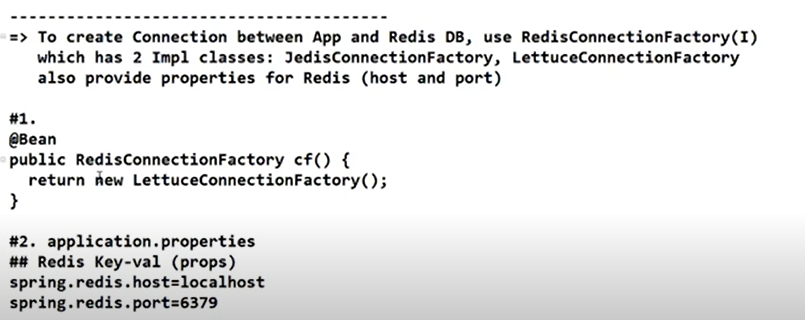 ----------------------------------------
=> To create Connection between App and Redis DB, use RedisConnectionFactory(I)
which has 2 Impl classes: JedisConnectionFactory, LettuceConnectionFactory
also provide properties for Redis (host and port)
#1.
@Bean
public RedisConnectionFactory cf() {
return new LettuceConnectionFactory();
}
#2. application.properties
## Redis Key-val (props)
spring.redis.host=localhost
spring.redis.port=6379